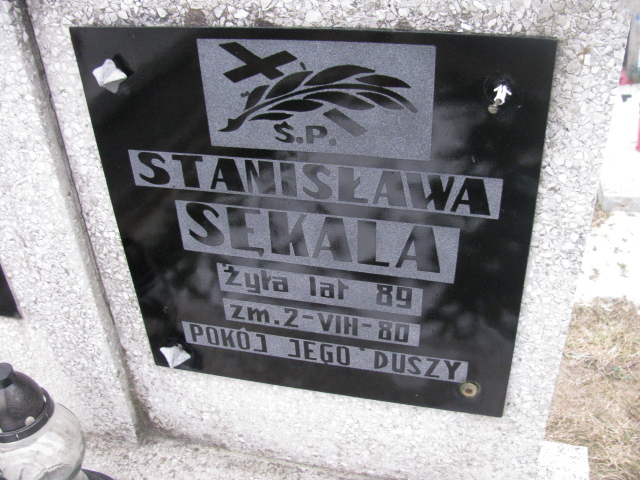 Ś.P.
STANISŁAWA
SĘKALA
Żyła lat 89
zm. 2-VIII-80
POKÓJ JEGO DUSZY